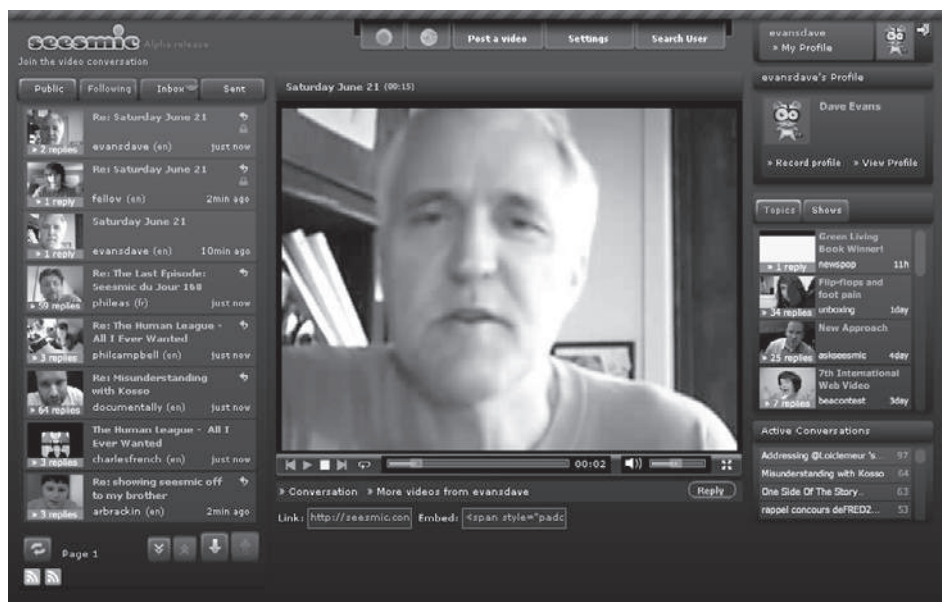 seesmic Alpha release
Join the video conversation
Post a video
Settings
Search User
evansdave
» My Profile
Public
Following
Inbox
Sent
Re: Saturday June 21
» 2 replies
evansdave (en)
just now
Re: Saturday June 21
» 1 reply
fellov (en)
2min ago
Saturday June 21
» 1 reply
evansdave (en)
10min ago
Re: The Last Episode:
Seesmic du Jour 168
» 59 replies
phileas (fr)
just now
Re: The Human League -
All I Ever Wanted
» 3 replies
philcampbell (en)
just now
Re: Misunderstanding
with Kosso
» 64 replies
documentally (en)
just now
The Human League - All I
Ever Wanted
» 3 replies
charlesfrench (en)
just now
Re: showing seesmic off
to my brother
» 3 replies
arbrackin (en)
2min ago
Page 1
Saturday June 21 (00:15)
00:02
» Conversation
» More videos from evansdave
Reply
Link:
http://seesmic.con
Embed:
<span style="padc
evansdave's Profile
Dave Evans
» Record profile
» View Profile
Topics
Shows
Green Living
Book Winner!
» 1 reply
newspop
11h
Flip-flops and
foot pain
» 34 replies
unboxing
1day
New Approach
» 25 replies
askseesmic
4day
7th International
Web Video
» 7 replies
beacontest
3day
Active Conversations
Addressing @Loiclemeur 's...
97
Misunderstanding with Kosso
64
One Side Of The Story...
63
rappel concours deFRED2...
53